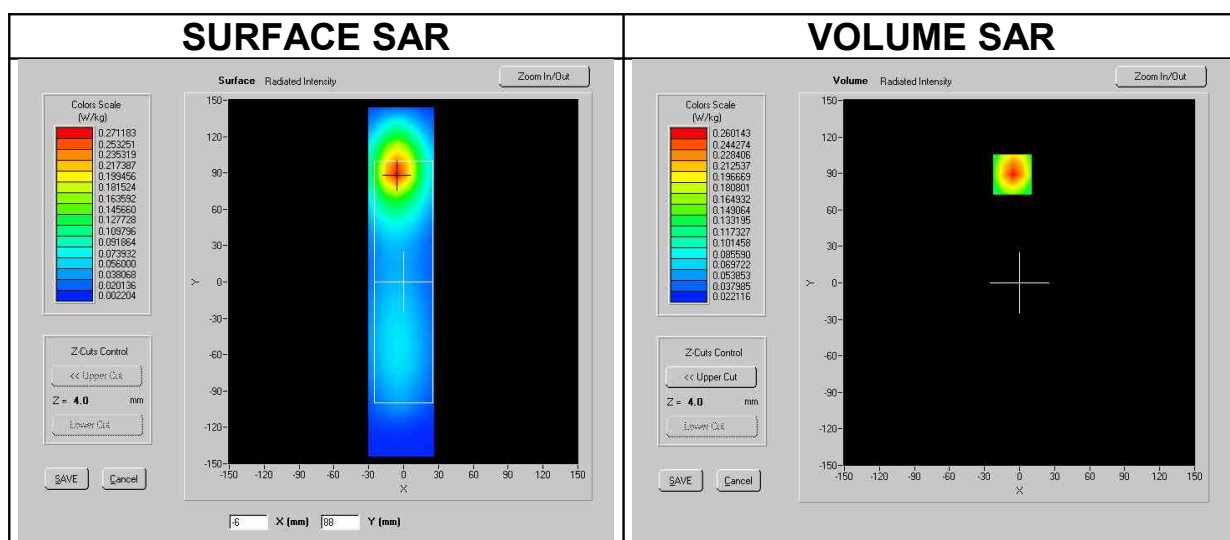 SURFACE SAR
VOLUME SAR
Surface Radiated Intensity
Zoom In/Out
Colors Scale
(W/kg)
0.271183
0.253251
0.235319
0.217387
0.199456
0.181524
0.163592
0.145660
0.127728
0.109796
0.091864
0.073932
0.056000
0.038068
0.020136
0.002204
Z-Cuts Control
<< Upper Cut
Z = 4.0 mm
Lower Cut
SAVE Cancel
150
120
90
60
30
0
-30
-60
-90
-120
-150
Y
-150 -120 -90 -60 -30 0 30 60 90 120 150
X
-6 X (mm) 88 Y (mm)
Volume Radiated Intensity
Zoom In/Out
Colors Scale
(W/kg)
0.260143
0.244274
0.228406
0.212537
0.196669
0.180801
0.164932
0.149064
0.133195
0.117327
0.101458
0.085590
0.069722
0.053853
0.037985
0.022116
Z-Cuts Control
<< Upper Cut
Z = 4.0 mm
Lower Cut
SAVE Cancel
150
120
90
60
30
0
-30
-60
-90
-120
-150
Y
-150 -120 -90 -60 -30 0 30 60 90 120 150
X